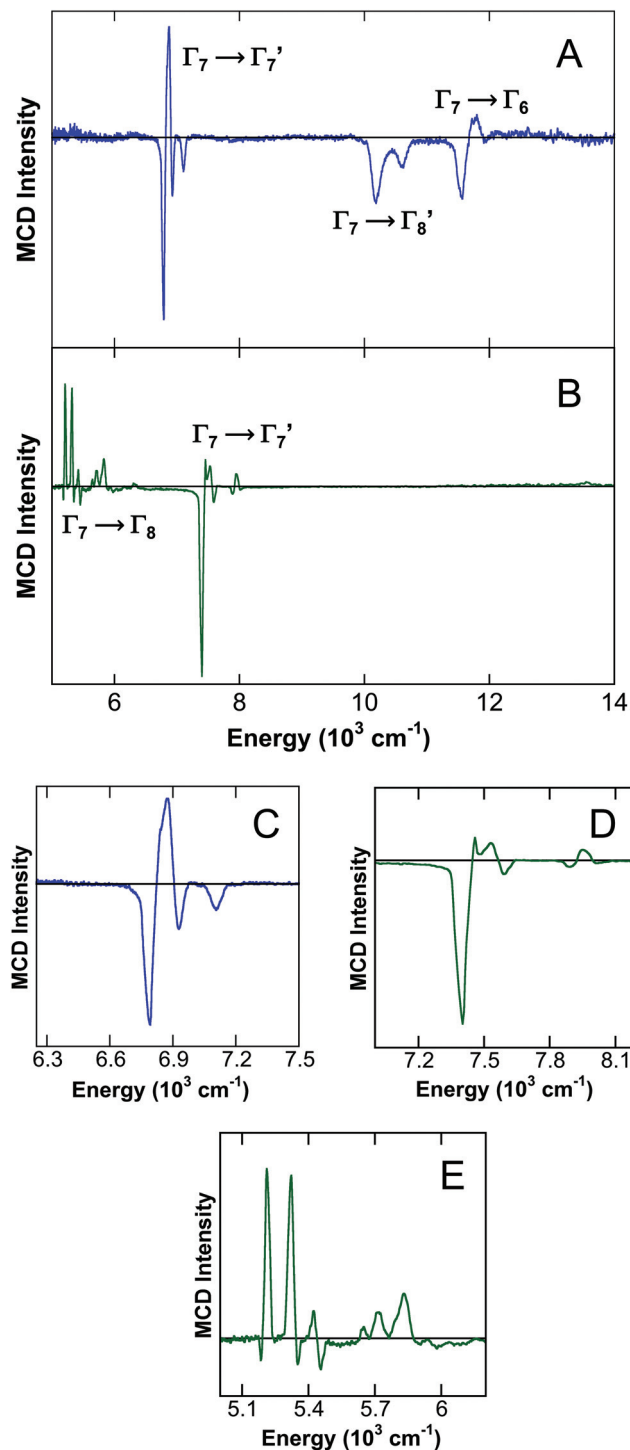 A
Γ₇ → Γ₇'
Γ₇ → Γ₆
Γ₇ → Γ₈'
MCD Intensity
B
Γ₇ → Γ₇'
Γ₇ → Γ₈
MCD Intensity
6 8 10 12 14
Energy (10³ cm⁻¹)
C
MCD Intensity
6.3 6.6 6.9 7.2 7.5
Energy (10³ cm⁻¹)
D
MCD Intensity
7.2 7.5 7.8 8.1
Energy (10³ cm⁻¹)
E
MCD Intensity
5.1 5.4 5.7 6
Energy (10³ cm⁻¹)